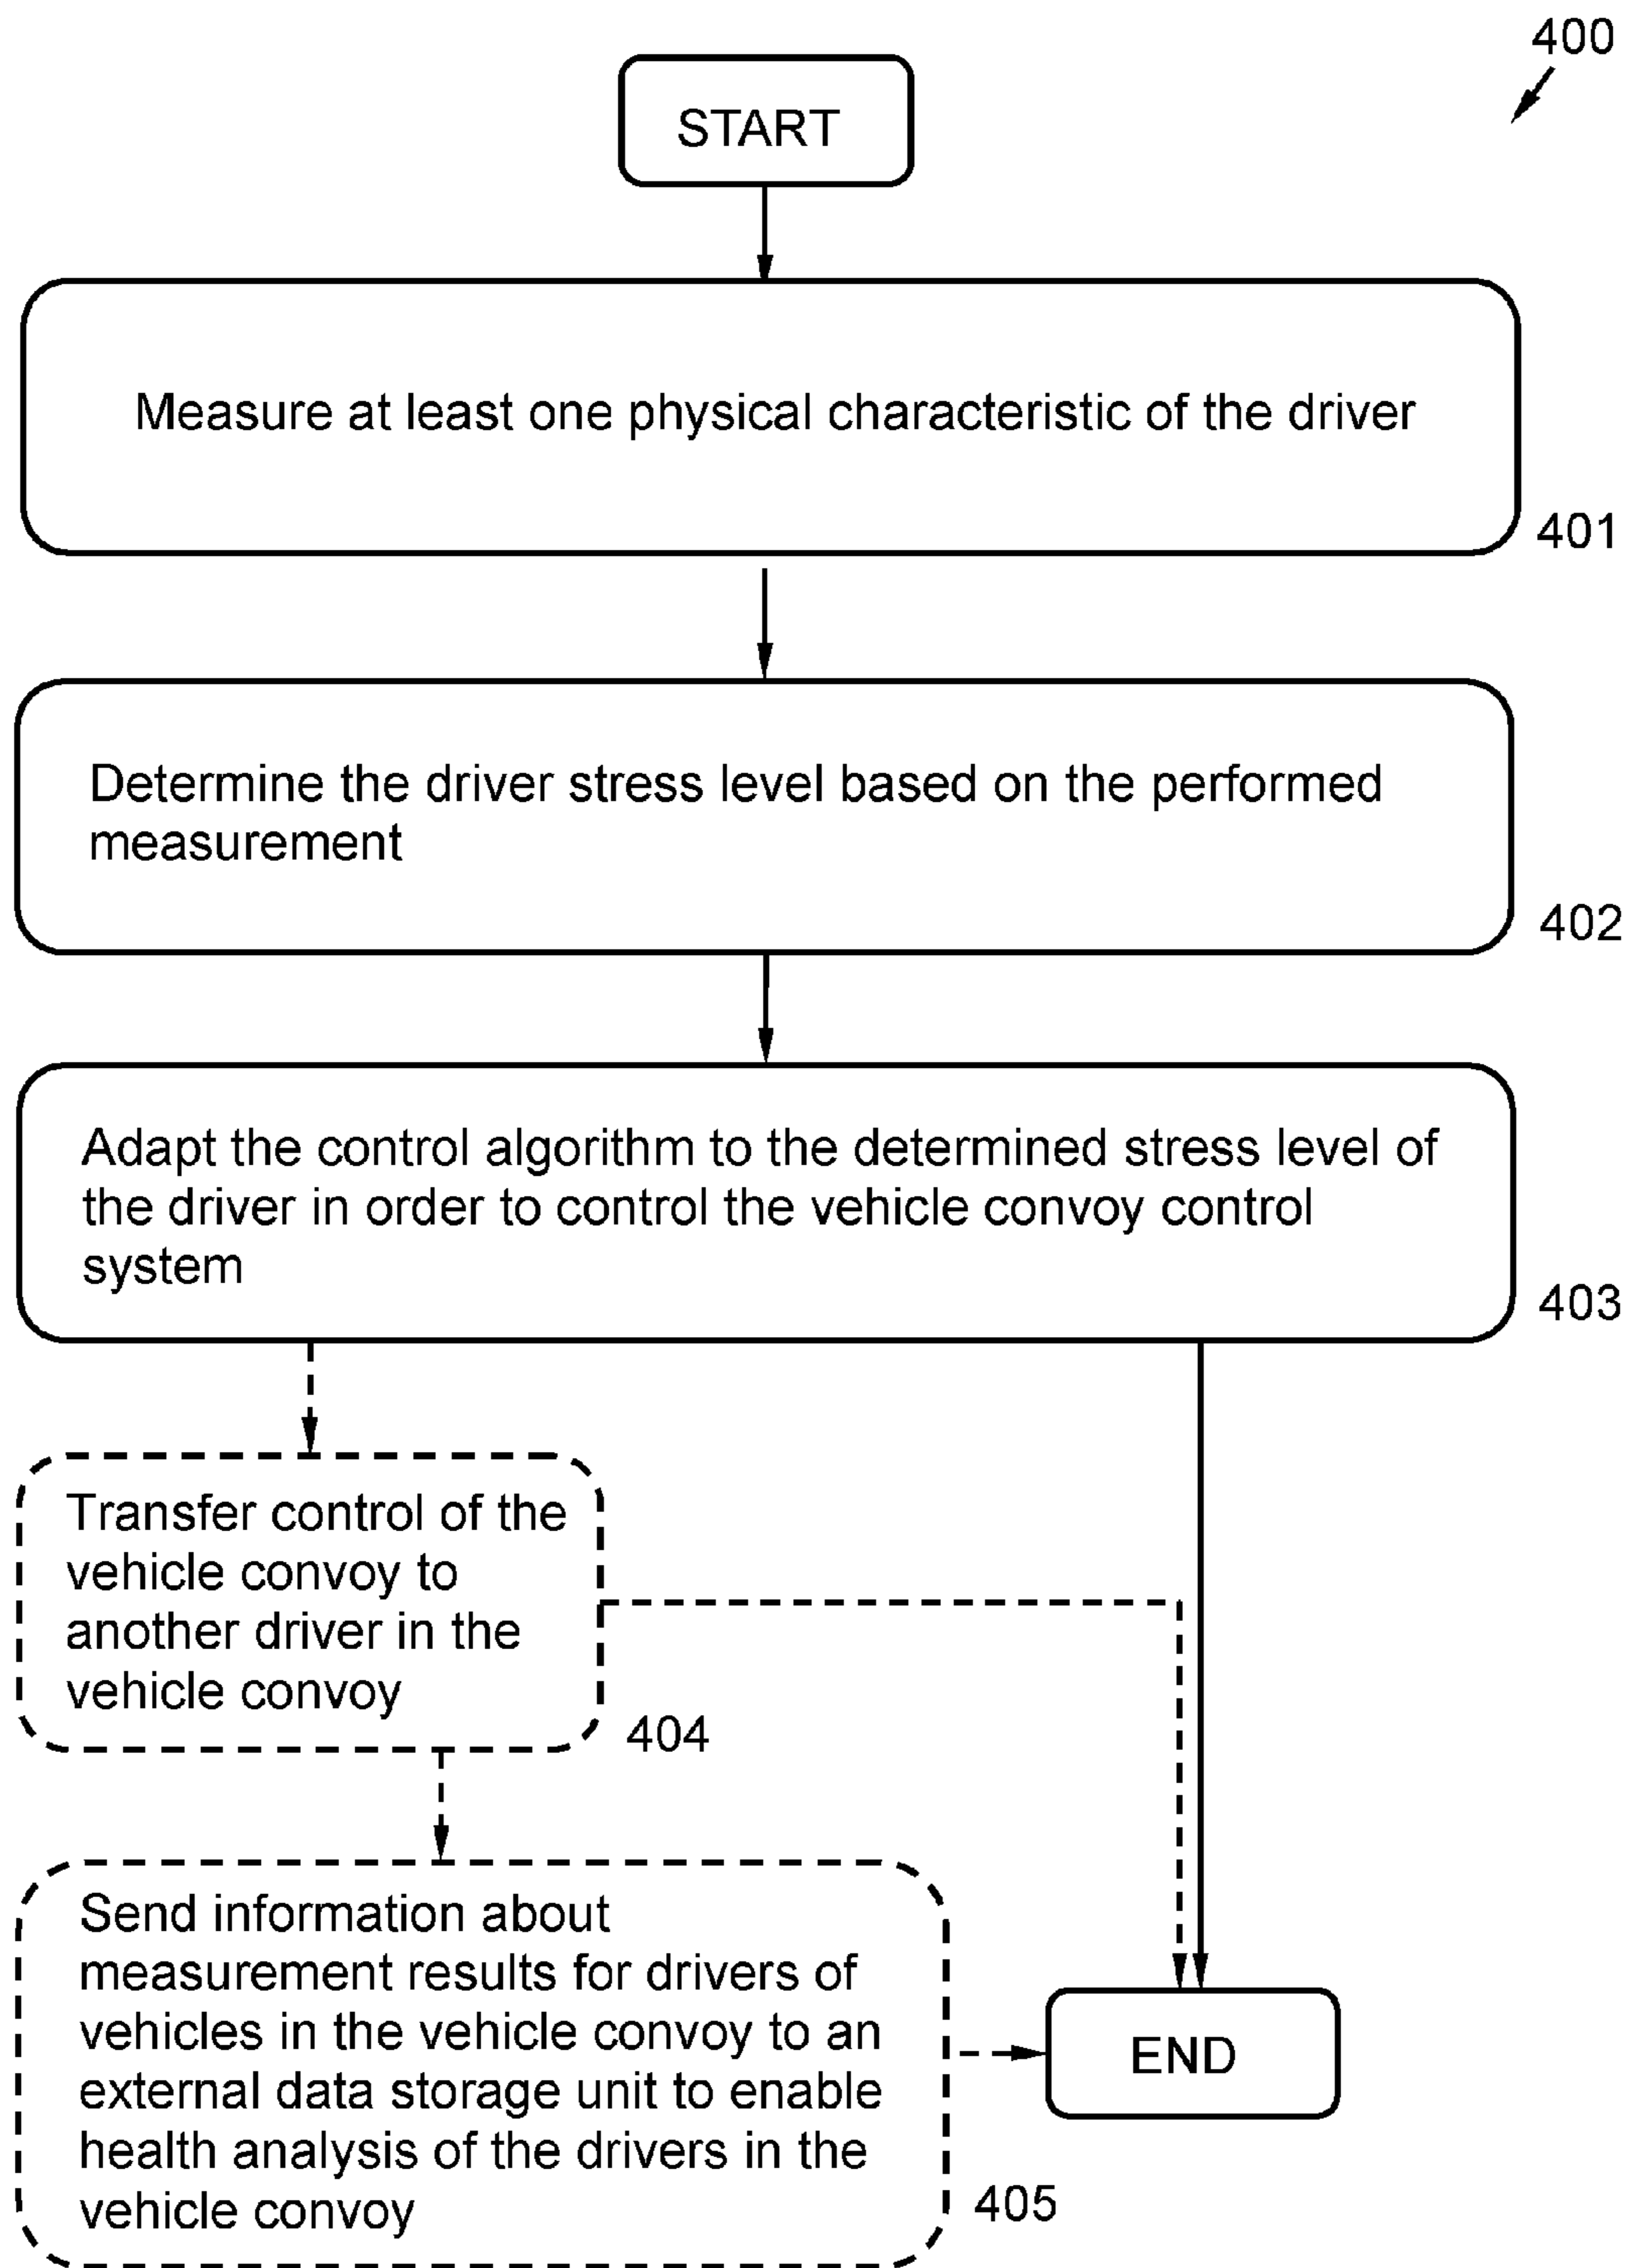 400
START
Measure at least one physical characteristic of the driver
401
Determine the driver stress level based on the performed
measurement
402
Adapt the control algorithm to the determined stress level of
the driver in order to control the vehicle convoy control
system
403
Transfer control of the
vehicle convoy to
another driver in the
vehicle convoy
404
Send information about
measurement results for drivers of
vehicles in the vehicle convoy to an
external data storage unit to enable
health analysis of the drivers in the
vehicle convoy
405
END